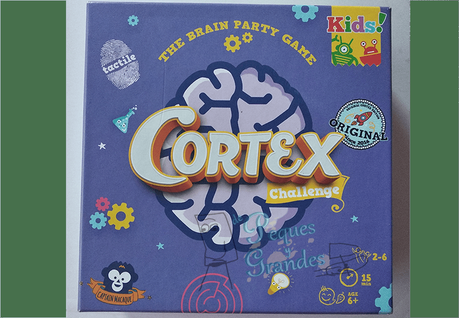 Kids!
THE BRAIN PARTY GAME
tactile
CORTEX
Challenge
ORIGINAL
Peques
Grandes
2-6
15
AGE
6+
CAPTAIN MACAQUE